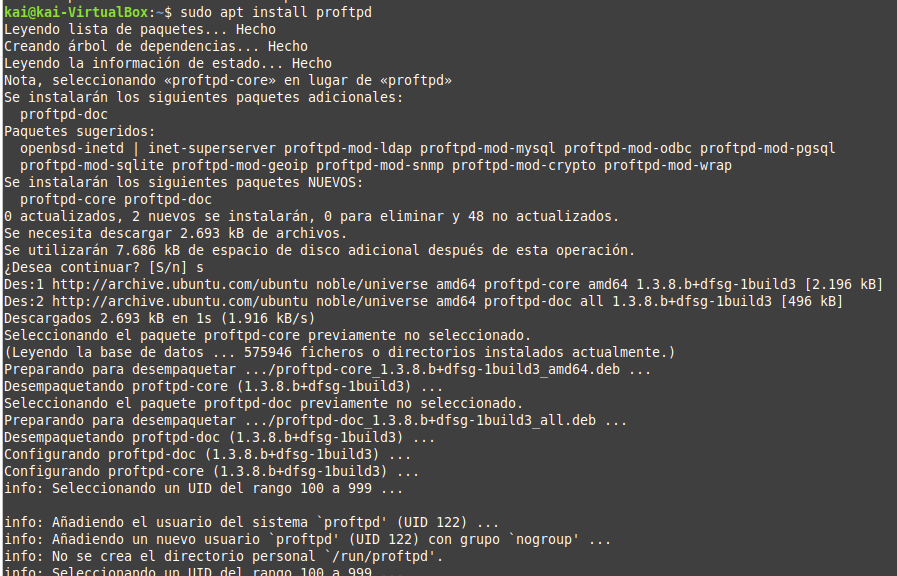 kai@kai-VirtualBox:~$ sudo apt install proftpd
Leyendo lista de paquetes... Hecho
Creando árbol de dependencias... Hecho
Leyendo la información de estado... Hecho
Nota, seleccionando «proftpd-core» en lugar de «proftpd»
Se instalarán los siguientes paquetes adicionales:
  proftpd-doc
Paquetes sugeridos:
  openbsd-inetd | inet-superserver proftpd-mod-ldap proftpd-mod-mysql proftpd-mod-odbc proftpd-mod-pgsql
  proftpd-mod-sqlite proftpd-mod-geoip proftpd-mod-snmp proftpd-mod-crypto proftpd-mod-wrap
Se instalarán los siguientes paquetes NUEVOS:
  proftpd-core proftpd-doc
0 actualizados, 2 nuevos se instalarán, 0 para eliminar y 48 no actualizados.
Se necesita descargar 2.693 kB de archivos.
Se utilizarán 7.686 kB de espacio de disco adicional después de esta operación.
¿Desea continuar? [S/n] s
Des:1 http://archive.ubuntu.com/ubuntu noble/universe amd64 proftpd-core amd64 1.3.8.b+dfsg-1build3 [2.196 kB]
Des:2 http://archive.ubuntu.com/ubuntu noble/universe amd64 proftpd-doc all 1.3.8.b+dfsg-1build3 [496 kB]
Descargados 2.693 kB en 1s (1.916 kB/s)
Seleccionando el paquete proftpd-core previamente no seleccionado.
(Leyendo la base de datos ... 575946 ficheros o directorios instalados actualmente.)
Preparando para desempaquetar .../proftpd-core_1.3.8.b+dfsg-1build3_amd64.deb ...
Desempaquetando proftpd-core (1.3.8.b+dfsg-1build3) ...
Seleccionando el paquete proftpd-doc previamente no seleccionado.
Preparando para desempaquetar .../proftpd-doc_1.3.8.b+dfsg-1build3_all.deb ...
Desempaquetando proftpd-doc (1.3.8.b+dfsg-1build3) ...
Configurando proftpd-doc (1.3.8.b+dfsg-1build3) ...
Configurando proftpd-core (1.3.8.b+dfsg-1build3) ...
info: Seleccionando un UID del rango 100 a 999 ...

info: Añadiendo el usuario del sistema `proftpd' (UID 122) ...
info: Añadiendo un nuevo usuario `proftpd' (UID 122) con grupo `nogroup' ...
info: No se crea el directorio personal `/run/proftpd'.
info: Seleccionando un UID del rango 100 a 999 ...